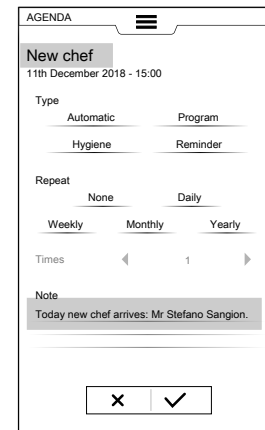 AGENDA
New chef
11th December 2018 - 15:00
Type
Automatic Program
Hygiene Reminder
Repeat
None Daily
Weekly Monthly Yearly
Times 1
Note
Today new chef arrives: Mr Stefano Sangion.